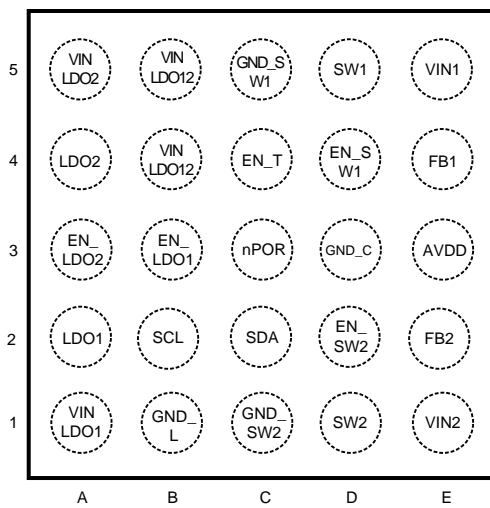 5
VIN LDO2
VIN LDO12
GND_S W1
SW1
VIN1
4
LDO2
VIN LDO12
EN_T
EN_S W1
FB1
3
EN_ LDO2
EN_ LDO1
nPOR
GND_C
AVDD
2
LDO1
SCL
SDA
EN_ SW2
FB2
1
VIN LDO1
GND_ L
GND_ SW2
SW2
VIN2
A B C D E